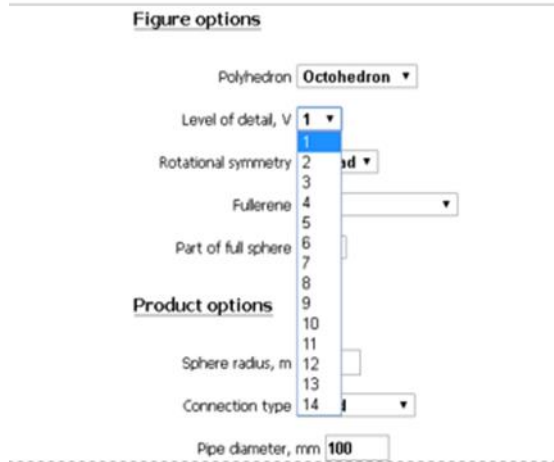 Figure options
Polyhedron Octohedron
Level of detail, V 1
1
Rotational symmetry 2 ad
3
Fullerene 4
5
Part of full sphere 6
7
8
Product options 9
10
11
Sphere radius, m 12
13
Connection type 14 d
Pipe diameter, mm 100